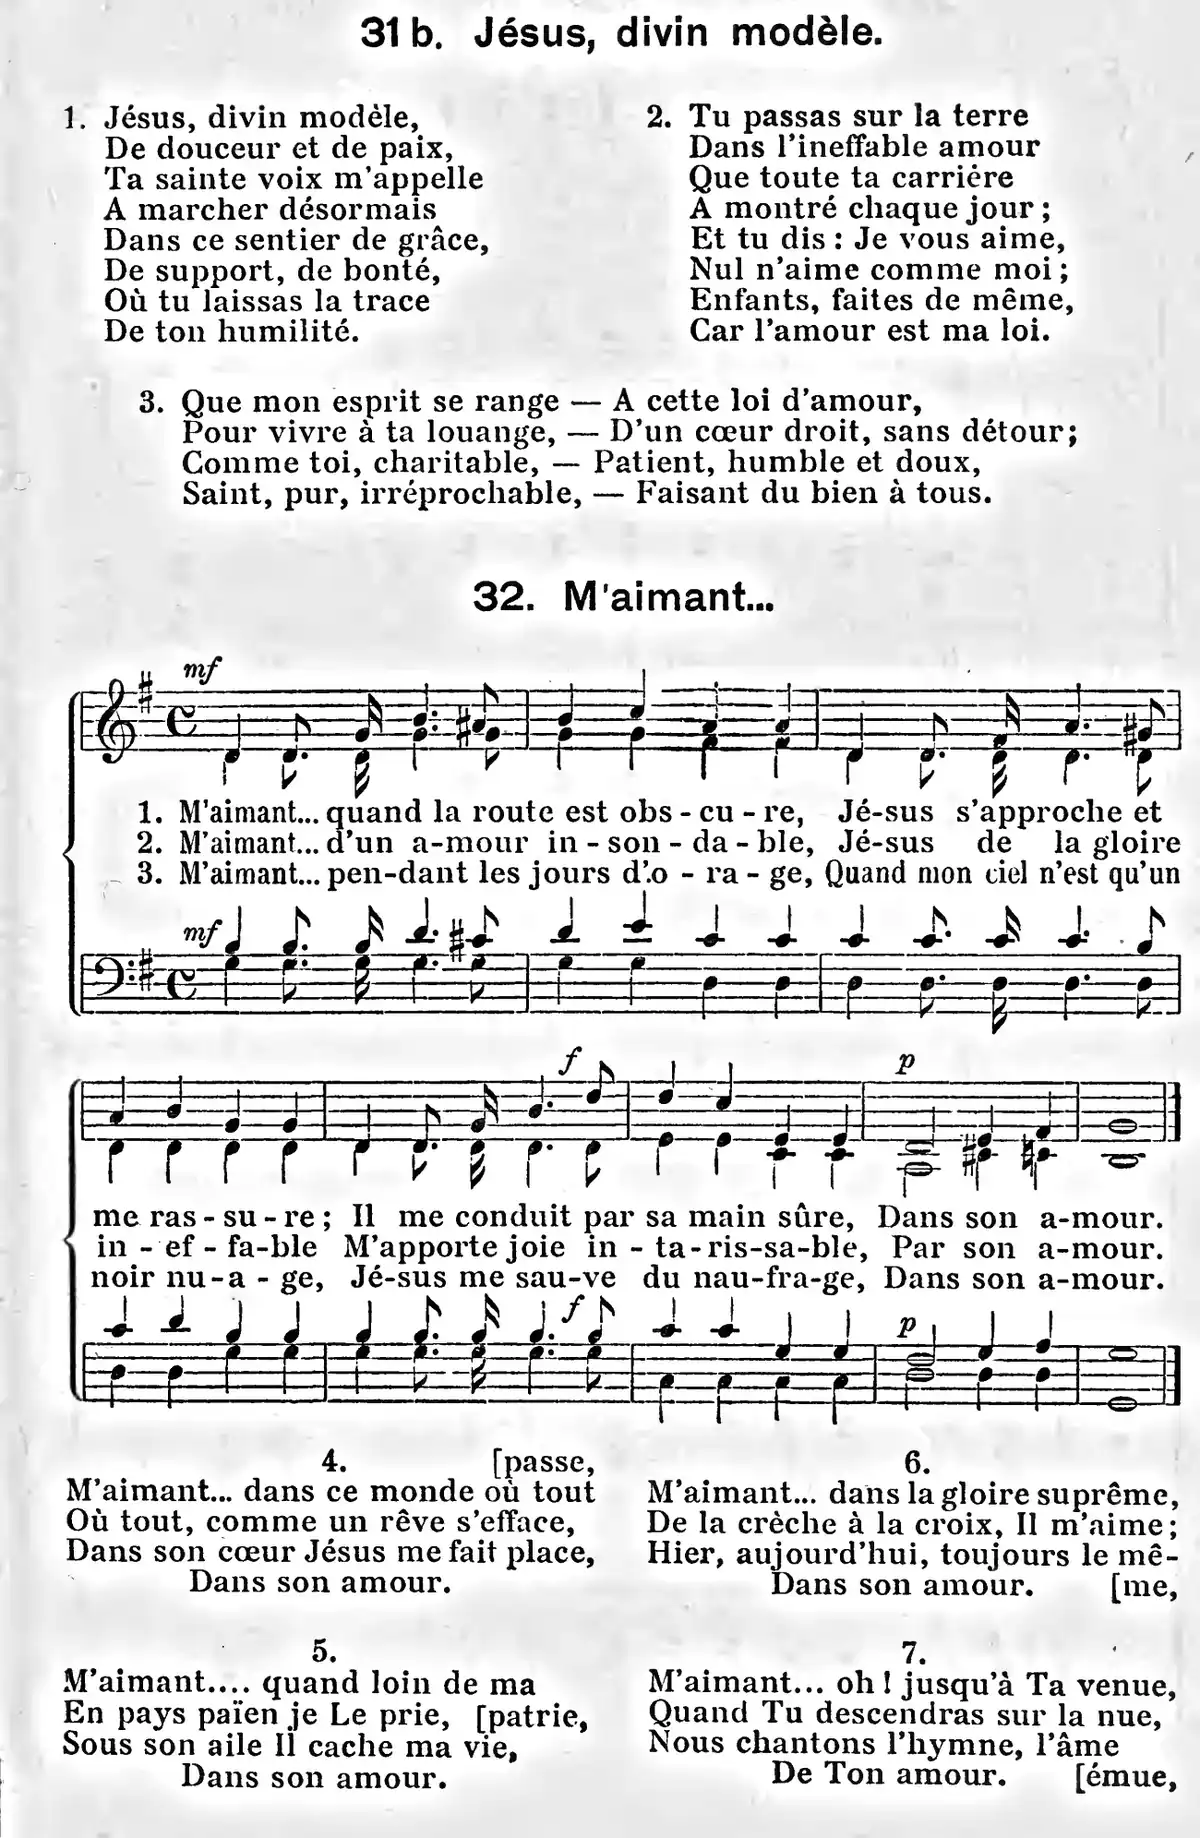 31 b. Jésus, divin modèle.
1. Jésus, divin modèle,
De douceur et de paix,
Ta sainte voix m'appelle
A marcher désormais
Dans ce sentier de grâce,
De support, de bonté,
Où tu laissas la trace
De ton humilité.
2. Tu passas sur la terre
Dans l'ineffable amour
Que toute ta carrière
A montré chaque jour ;
Et tu dis : Je vous aime,
Nul n'aime comme moi ;
Enfants, faites de même,
Car l'amour est ma loi.
3. Que mon esprit se range — A cette loi d'amour,
Pour vivre à ta louange, — D'un cœur droit, sans détour;
Comme toi, charitable, — Patient, humble et doux,
Saint, pur, irréprochable, — Faisant du bien à tous.
32. M'aimant...
mf
1. M'aimant... quand la route est obs - cu - re, Jé-sus s'approche et
2. M'aimant... d'un a-mour in - son - da - ble, Jé-sus de la gloire
3. M'aimant... pen-dant les jours d'o - ra - ge, Quand mon ciel n'est qu'un
mf
f p
me ras - su - re ; Il me conduit par sa main sûre, Dans son a-mour.
in - ef - fa-ble M'apporte joie in - ta-ris-sa-ble, Par son a-mour.
noir nu-a - ge, Jé-sus me sau-ve du nau-fra-ge, Dans son a-mour.
f p
4. [passe,
M'aimant... dans ce monde où tout
Où tout, comme un rêve s'efface,
Dans son cœur Jésus me fait place,
Dans son amour.
5.
M'aimant.... quand loin de ma
En pays païen je Le prie, [patrie,
Sous son aile Il cache ma vie,
Dans son amour.
6.
M'aimant... dans la gloire suprême,
De la crèche à la croix, Il m'aime;
Hier, aujourd'hui, toujours le mê-
Dans son amour. [me,
7.
M'aimant... oh ! jusqu'à Ta venue,
Quand Tu descendras sur la nue,
Nous chantons l'hymne, l'âme
De Ton amour. [émue,